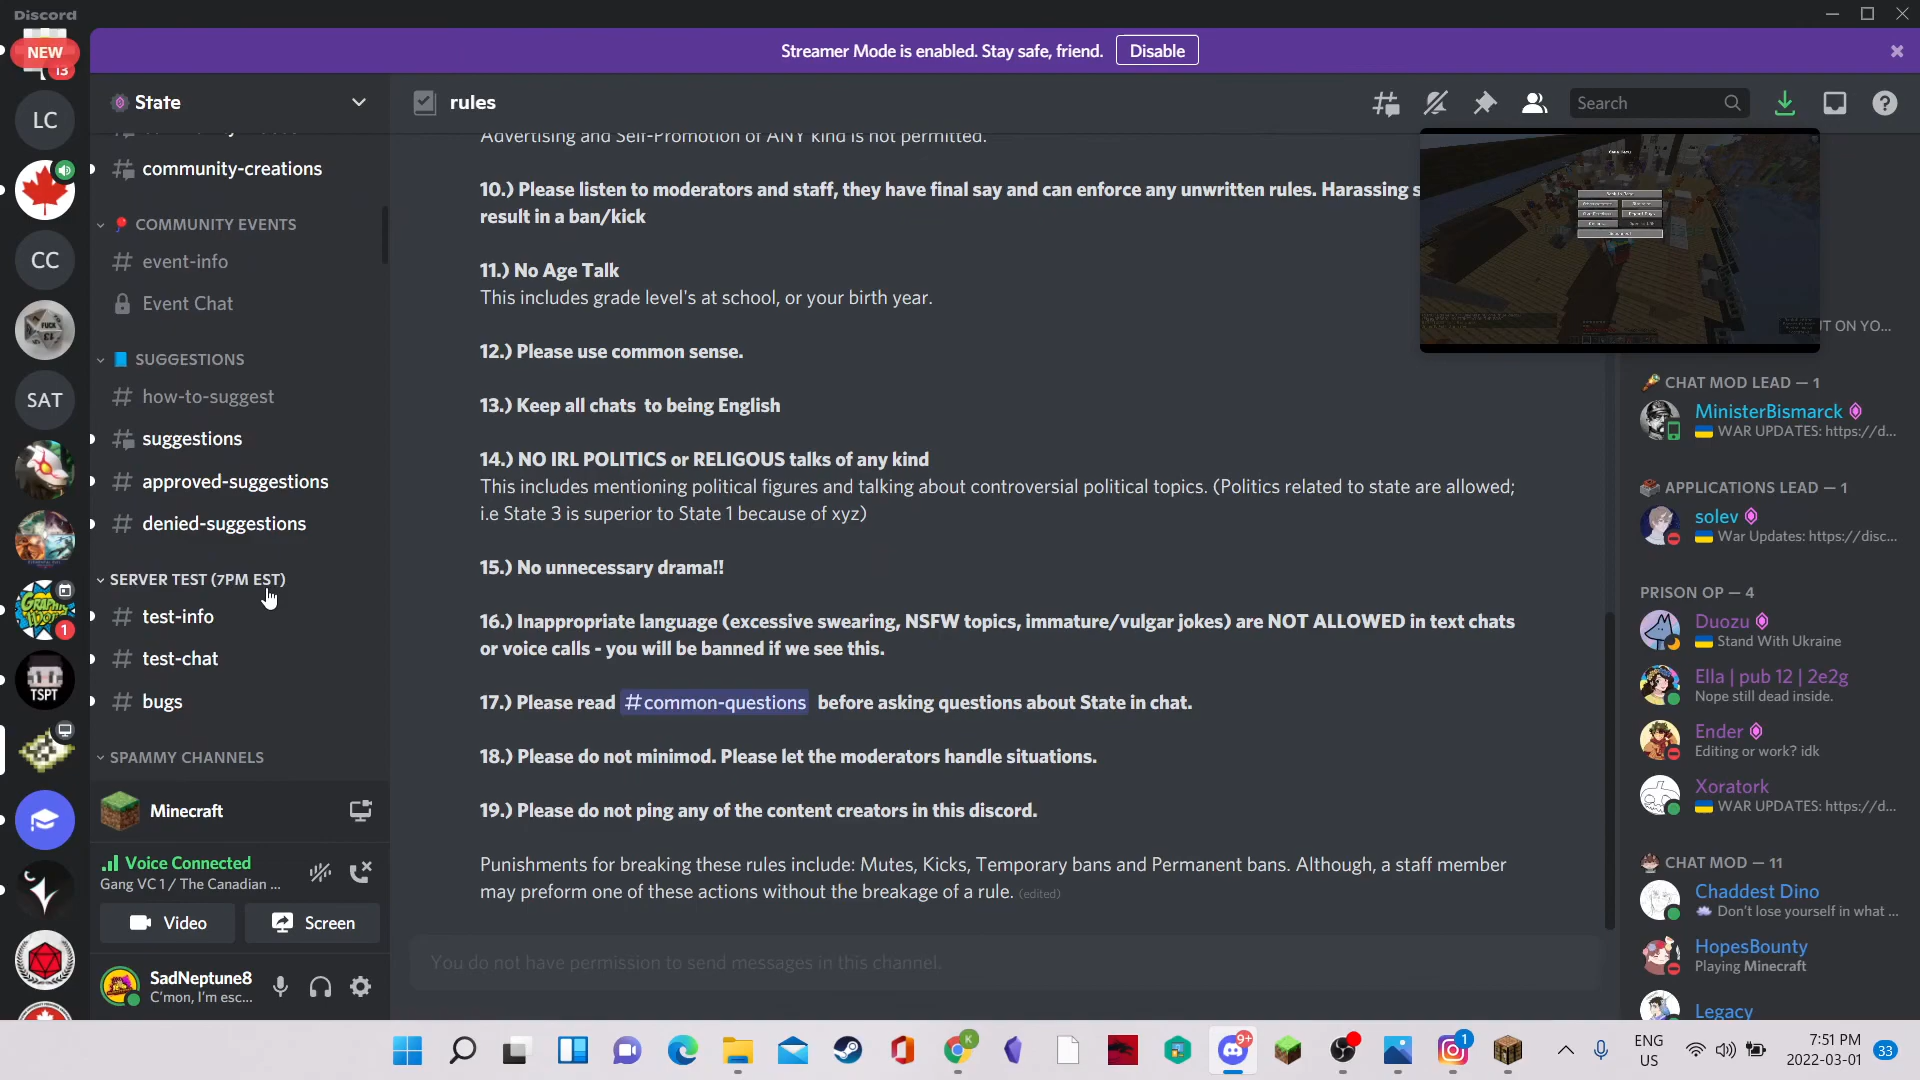 Discord
Streamer Mode is enabled. Stay safe, friend.
Disable
NEW
13
LC
CC
SAT
1
TSPT
State
community-creations
COMMUNITY EVENTS
event-info
Event Chat
SUGGESTIONS
how-to-suggest
suggestions
approved-suggestions
denied-suggestions
SERVER TEST (7PM EST)
test-info
test-chat
bugs
SPAMMY CHANNELS
Minecraft
Voice Connected
Gang VC 1 / The Canadian ...
Video
Screen
SadNeptune8
C'mon, I'm esc...
rules
Search
Advertising and Self-Promotion of ANY kind is not permitted.
10.) Please listen to moderators and staff, they have final say and can enforce any unwritten rules. Harassing s
result in a ban/kick
11.) No Age Talk
This includes grade level's at school, or your birth year.
12.) Please use common sense.
13.) Keep all chats to being English
14.) NO IRL POLITICS or RELIGOUS talks of any kind
This includes mentioning political figures and talking about controversial political topics. (Politics related to state are allowed;
i.e State 3 is superior to State 1 because of xyz)
15.) No unnecessary drama!!
16.) Inappropriate language (excessive swearing, NSFW topics, immature/vulgar jokes) are NOT ALLOWED in text chats
or voice calls - you will be banned if we see this.
17.) Please read #common-questions before asking questions about State in chat.
18.) Please do not minimod. Please let the moderators handle situations.
19.) Please do not ping any of the content creators in this discord.
Punishments for breaking these rules include: Mutes, Kicks, Temporary bans and Permanent bans. Although, a staff member
may preform one of these actions without the breakage of a rule. (edited)
You do not have permission to send messages in this channel.
UT ON YO...
CHAT MOD LEAD — 1
MinisterBismarck
WAR UPDATES: https://d...
APPLICATIONS LEAD — 1
solev
War Updates: https://disc...
PRISON OP — 4
Duozu
Stand With Ukraine
Ella | pub 12 | 2e2g
Nope still dead inside.
Ender
Editing or work? idk
Xoratork
WAR UPDATES: https://d...
CHAT MOD — 11
Chaddest Dino
Don't lose yourself in what ...
HopesBounty
Playing Minecraft
Legacy
K
9+
1
ENG
US
7:51 PM
2022-03-01
33